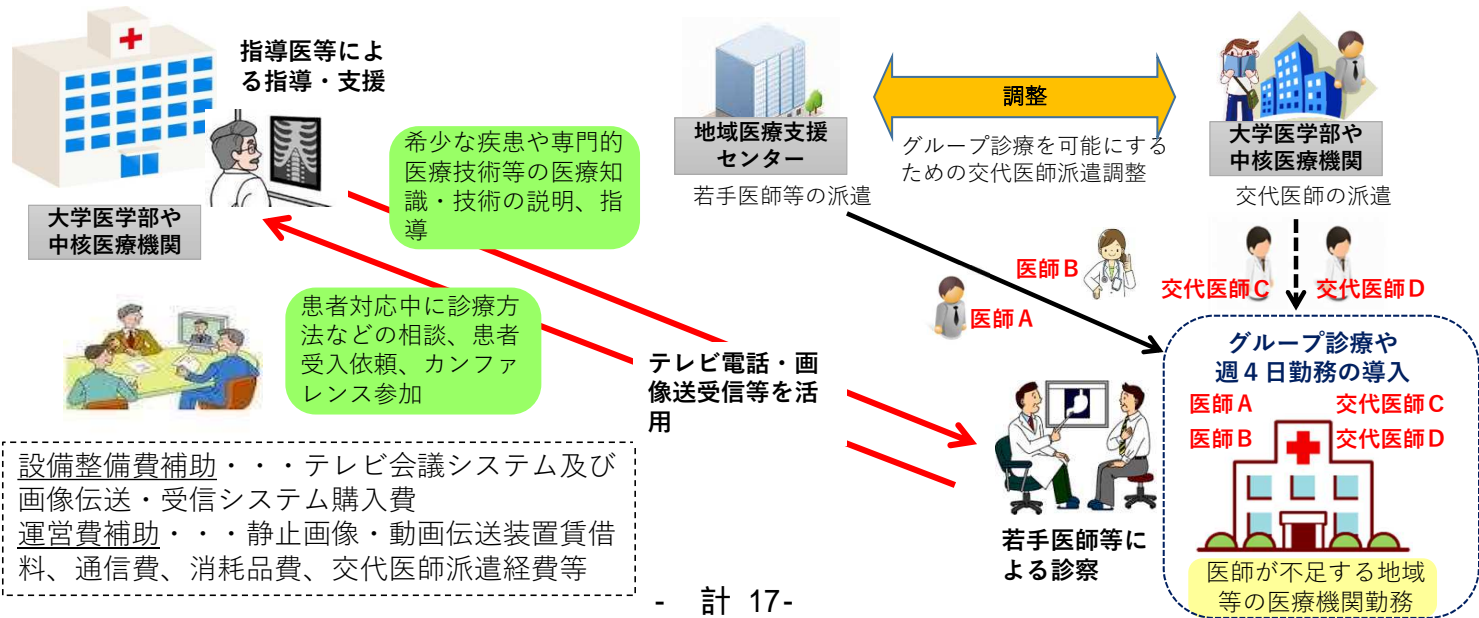 指導医等によ
る指導・支援
大学医学部や
中核医療機関
希少な疾患や専門的
医療技術等の医療知
識・技術の説明、指
導
患者対応中に診療方
法などの相談、患者
受入依頼、カンファ
レンス参加
テレビ電話・画
像送受信等を活
用
設備整備費補助・・・テレビ会議システム及び
画像伝送・受信システム購入費
運営費補助・・・静止画像・動画伝送装置賃借
料、通信費、消耗品費、交代医師派遣経費等
地域医療支援
センター
若手医師等の派遣
調整
グループ診療を可能にする
ための交代医師派遣調整
大学医学部や
中核医療機関
交代医師の派遣
医師B
医師A
交代医師C
交代医師D
グループ診療や
週4日勤務の導入
医師A 交代医師C
医師B 交代医師D
医師が不足する地域
等の医療機関勤務
若手医師等に
よる診察
- 計 17-